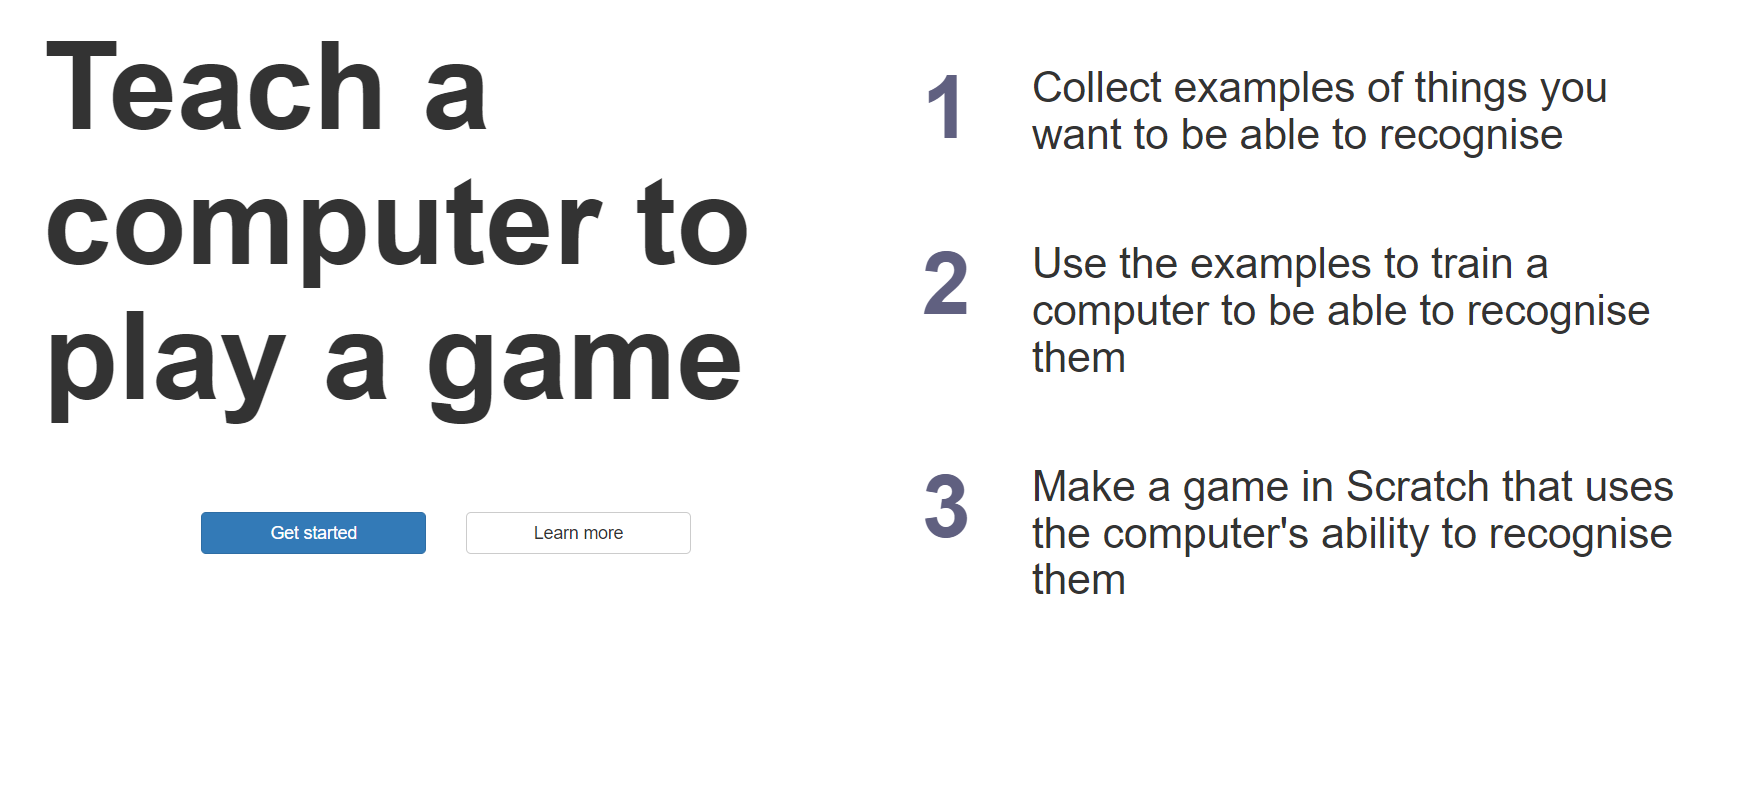 Teach a
computer to
play a game
Get started
Learn more
1
Collect examples of things you
want to be able to recognise
2
Use the examples to train a
computer to be able to recognise
them
3
Make a game in Scratch that uses
the computer's ability to recognise
them